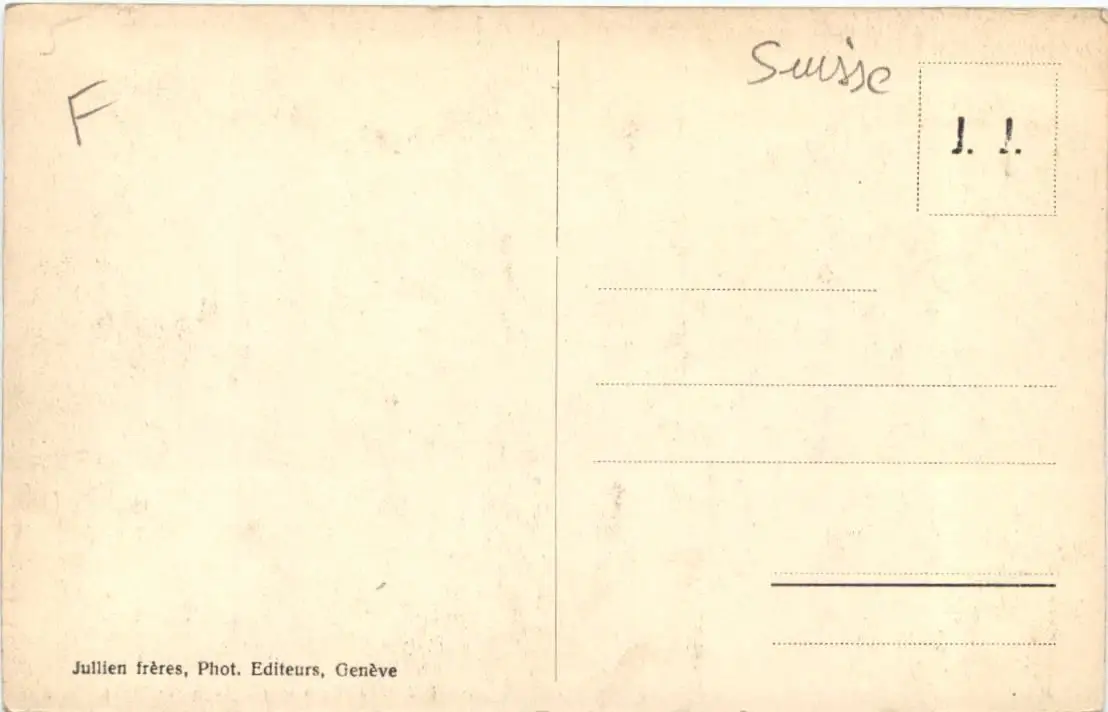 F
Suisse
J. J.
Jullien frères, Phot. Editeurs, Genève